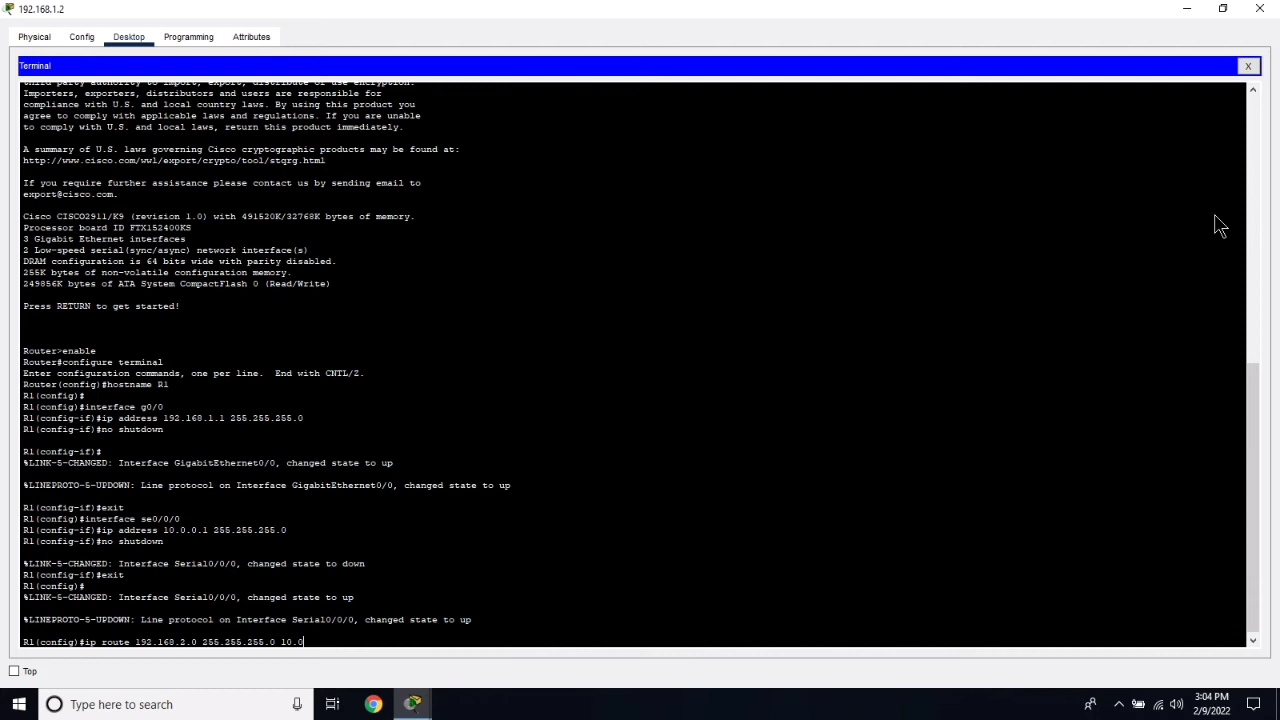 192.168.1.2
Physical Config Desktop Programming Attributes
Terminal X
third party authority to import, export, distribute or use encryption.
Importers, exporters, distributors and users are responsible for
compliance with U.S. and local country laws. By using this product you
agree to comply with applicable laws and regulations. If you are unable
to comply with U.S. and local laws, return this product immediately.
A summary of U.S. laws governing Cisco cryptographic products may be found at:
http://www.cisco.com/wwl/export/crypto/tool/stqrg.html
If you require further assistance please contact us by sending email to
export@cisco.com.
Cisco CISCO2911/K9 (revision 1.0) with 491520K/32768K bytes of memory.
Processor board ID FTX152400KS
3 Gigabit Ethernet interfaces
2 Low-speed serial(sync/async) network interface(s)
DRAM configuration is 64 bits wide with parity disabled.
255K bytes of non-volatile configuration memory.
249856K bytes of ATA System CompactFlash 0 (Read/Write)
Press RETURN to get started!
Router>enable
Router#configure terminal
Enter configuration commands, one per line.  End with CNTL/Z.
Router(config)#hostname R1
R1(config)#
R1(config)#interface g0/0
R1(config-if)#ip address 192.168.1.1 255.255.255.0
R1(config-if)#no shutdown
R1(config-if)#
%LINK-5-CHANGED: Interface GigabitEthernet0/0, changed state to up
%LINEPROTO-5-UPDOWN: Line protocol on Interface GigabitEthernet0/0, changed state to up
R1(config-if)#exit
R1(config)#interface se0/0/0
R1(config-if)#ip address 10.0.0.1 255.255.255.0
R1(config-if)#no shutdown
%LINK-5-CHANGED: Interface Serial0/0/0, changed state to down
R1(config-if)#exit
R1(config)#
%LINK-5-CHANGED: Interface Serial0/0/0, changed state to up
%LINEPROTO-5-UPDOWN: Line protocol on Interface Serial0/0/0, changed state to up
R1(config)#ip route 192.168.2.0 255.255.255.0 10.0
Top
Type here to search
3:04 PM
2/9/2022